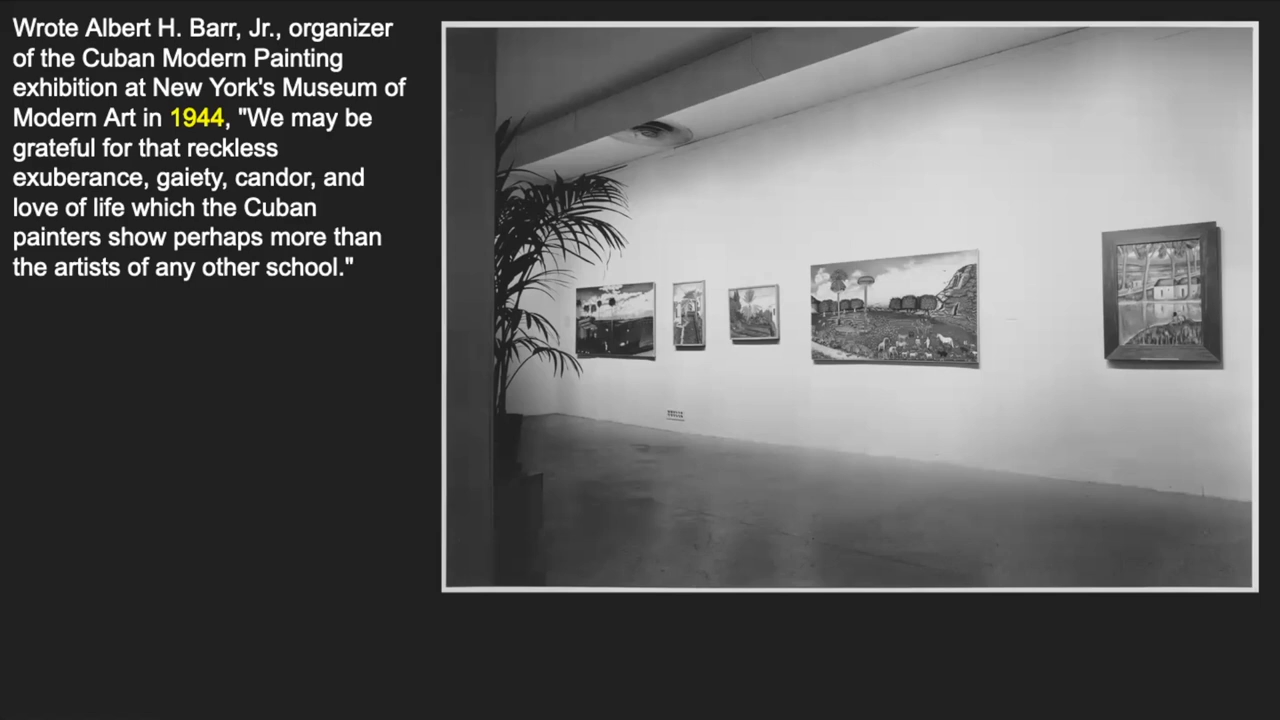 Wrote Albert H. Barr, Jr., organizer
of the Cuban Modern Painting
exhibition at New York's Museum of
Modern Art in 1944, "We may be
grateful for that reckless
exuberance, gaiety, candor, and
love of life which the Cuban
painters show perhaps more than
the artists of any other school."